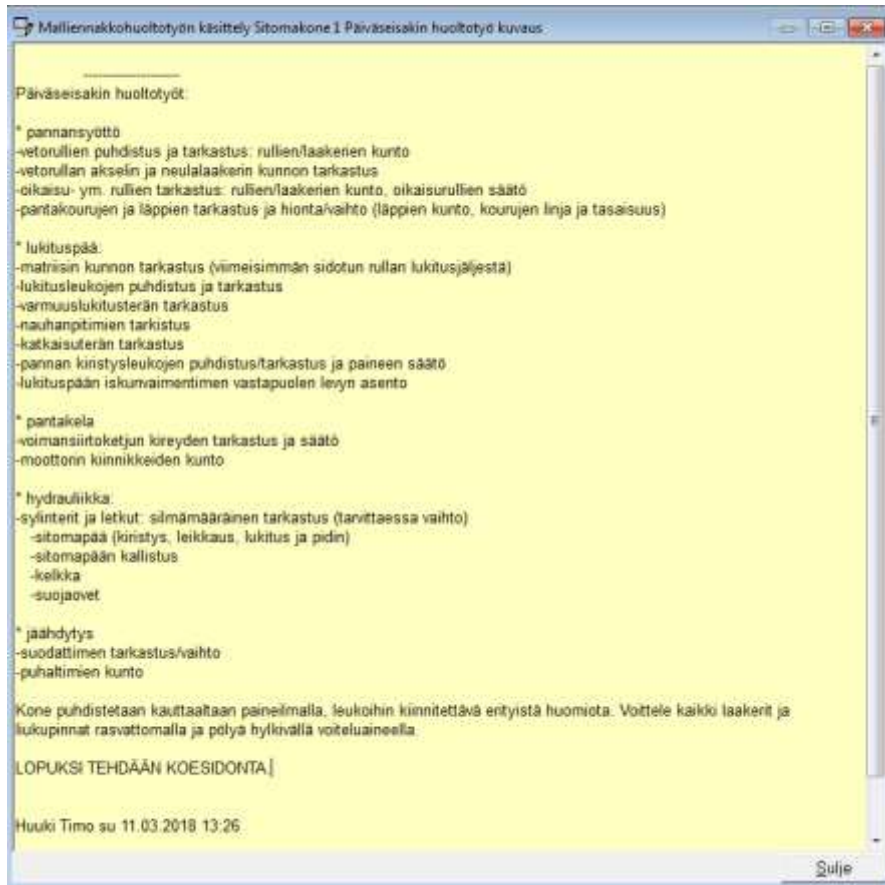 Malliennakkohuoltotyön käsittely Sitomakone 1 Päiväseisakin huoltotyö kuvaus
Päiväseisakin huoltotyöt:
* pannansyöttö
-vetorullien puhdistus ja tarkastus: rullien/laakerien kunto
-vetorullan akselin ja neulalaakerin kunnon tarkastus
-oikaisu- ym. rullien tarkastus: rullien/laakerien kunto, oikaisurullien säätö
-pantakourujen ja läppien tarkastus ja hionta/vaihto (läppien kunto, kourujen linja ja tasaisuus)
* lukituspää:
-matriisin kunnon tarkastus (viimeisimmän sidotun rullan lukitusjäljestä)
-lukitusleukojen puhdistus ja tarkastus
-varmuuslukitusterän tarkastus
-nauhanpitimien tarkistus
-katkaisuterän tarkastus
-pannan kiristysleukojen puhdistus/tarkastus ja paineen säätö
-lukituspään iskunvaimentimen vastapuolen levyn asento
* pantakela
-voimansiirtoketjun kireyden tarkastus ja säätö
-moottorin kiinnikkeiden kunto
* hydrauliikka:
-sylinterit ja letkut: silmämääräinen tarkastus (tarvittaessa vaihto)
-sitomapää (kiristys, leikkaus, lukitus ja pidin)
-sitomapään kallistus
-kelkka
-suojaovet
* jäähdytys
-suodattimen tarkastus/vaihto
-puhaltimien kunto
Kone puhdistetaan kauttaaltaan paineilmalla, leukoihin kiinnitettävä erityistä huomiota. Voittele kaikki laakerit ja
liukupinnat rasvattomalla ja pölyä hylkivällä voiteluaineella.
LOPUKSI TEHDÄÄN KOESIDONTA.
Huuki Timo su 11.03.2018 13:26
Sulje